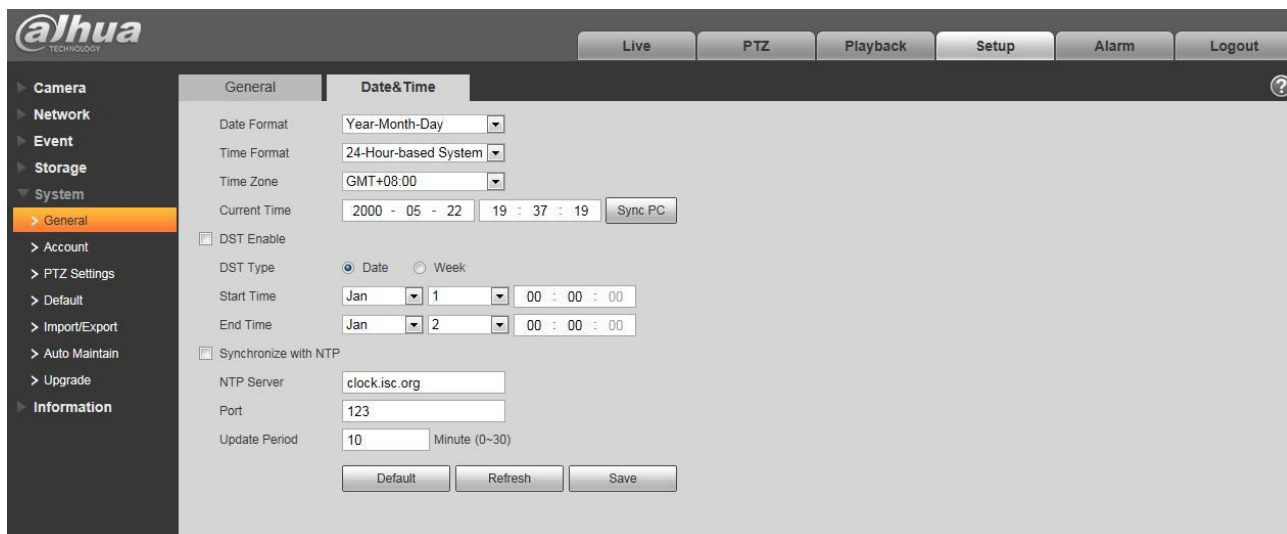 alhua
TECHNOLOGY
Live PTZ Playback Setup Alarm Logout
Camera
Network
Event
Storage
System
> General
> Account
> PTZ Settings
> Default
> Import/Export
> Auto Maintain
> Upgrade
Information
General Date&Time ?
Date Format Year-Month-Day
Time Format 24-Hour-based System
Time Zone GMT+08:00
Current Time 2000 - 05 - 22 19 : 37 : 19 Sync PC
DST Enable
DST Type Date Week
Start Time Jan 1 00 : 00 : 00
End Time Jan 2 00 : 00 : 00
Synchronize with NTP
NTP Server clock.isc.org
Port 123
Update Period 10 Minute (0~30)
Default Refresh Save